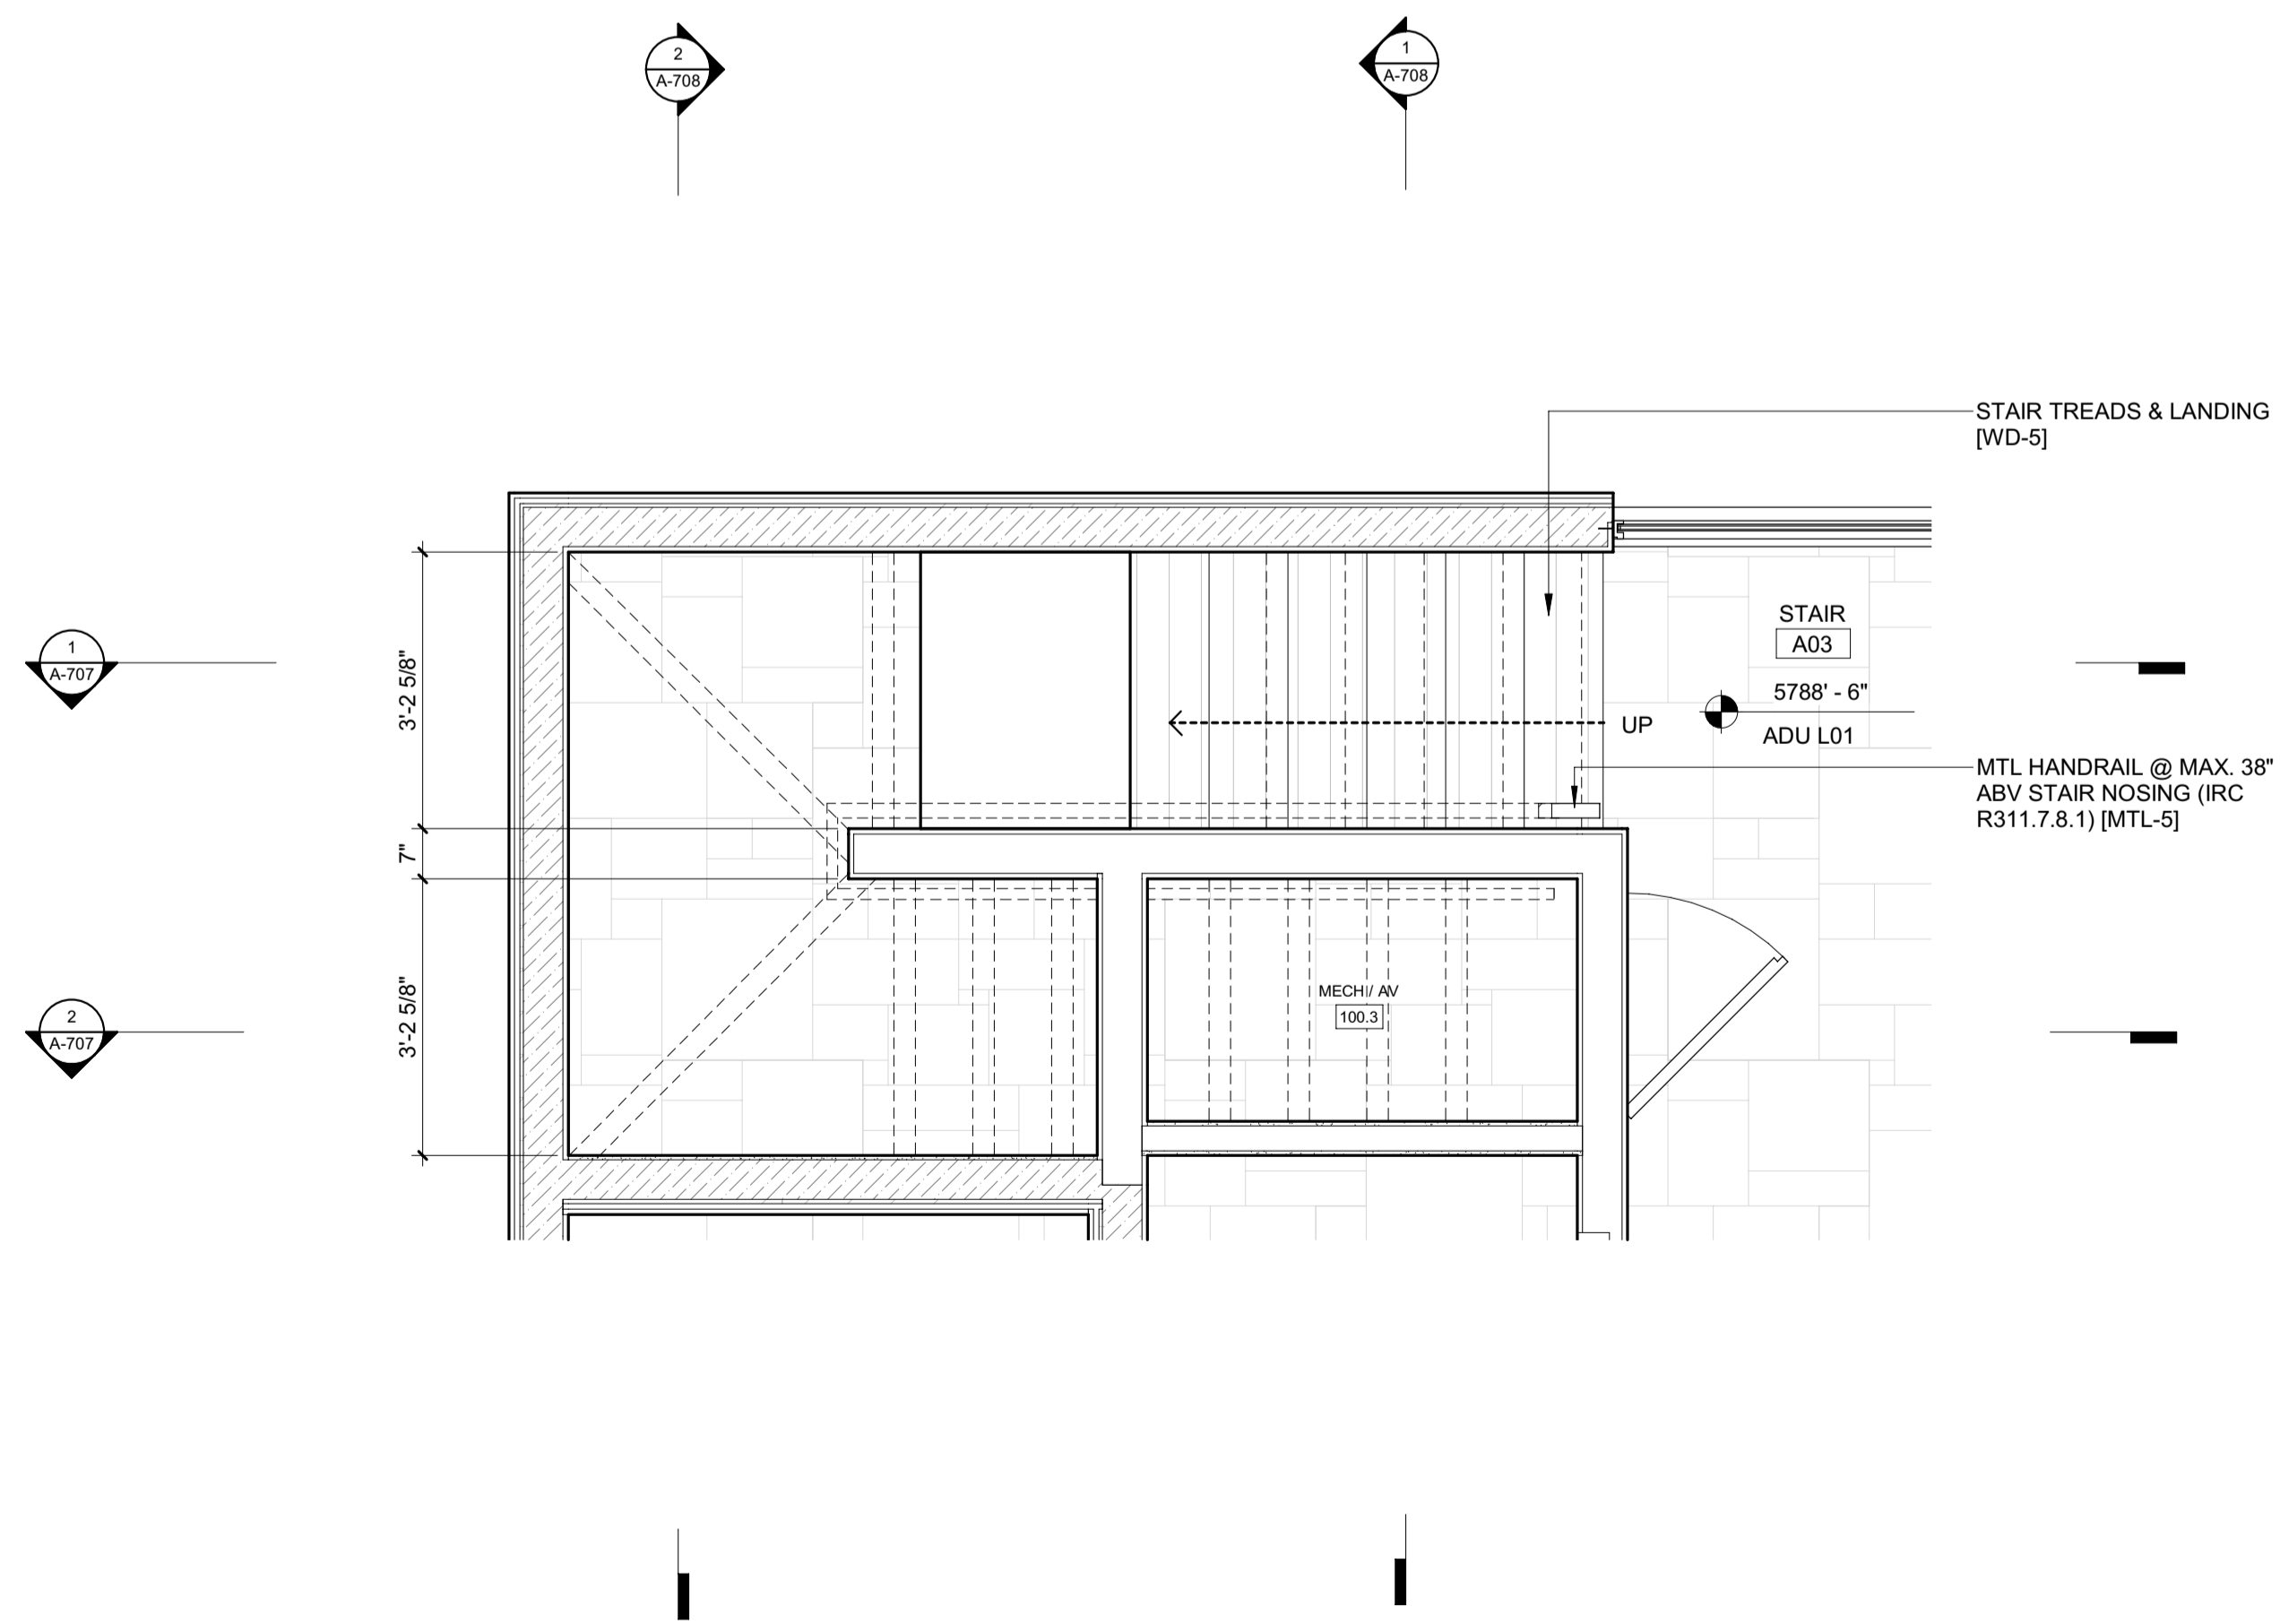 2
A-708
1
A-708
STAIR TREADS & LANDING
[WD-5]
STAIR
A03
5788' - 6"
ADU L01
UP
1
A-707
3'-2 5/8"
MTL HANDRAIL @ MAX. 38"
ABV STAIR NOSING (IRC
R311.7.8.1) [MTL-5]
7"
MECH / AV
100.3
2
A-707
3'-2 5/8"